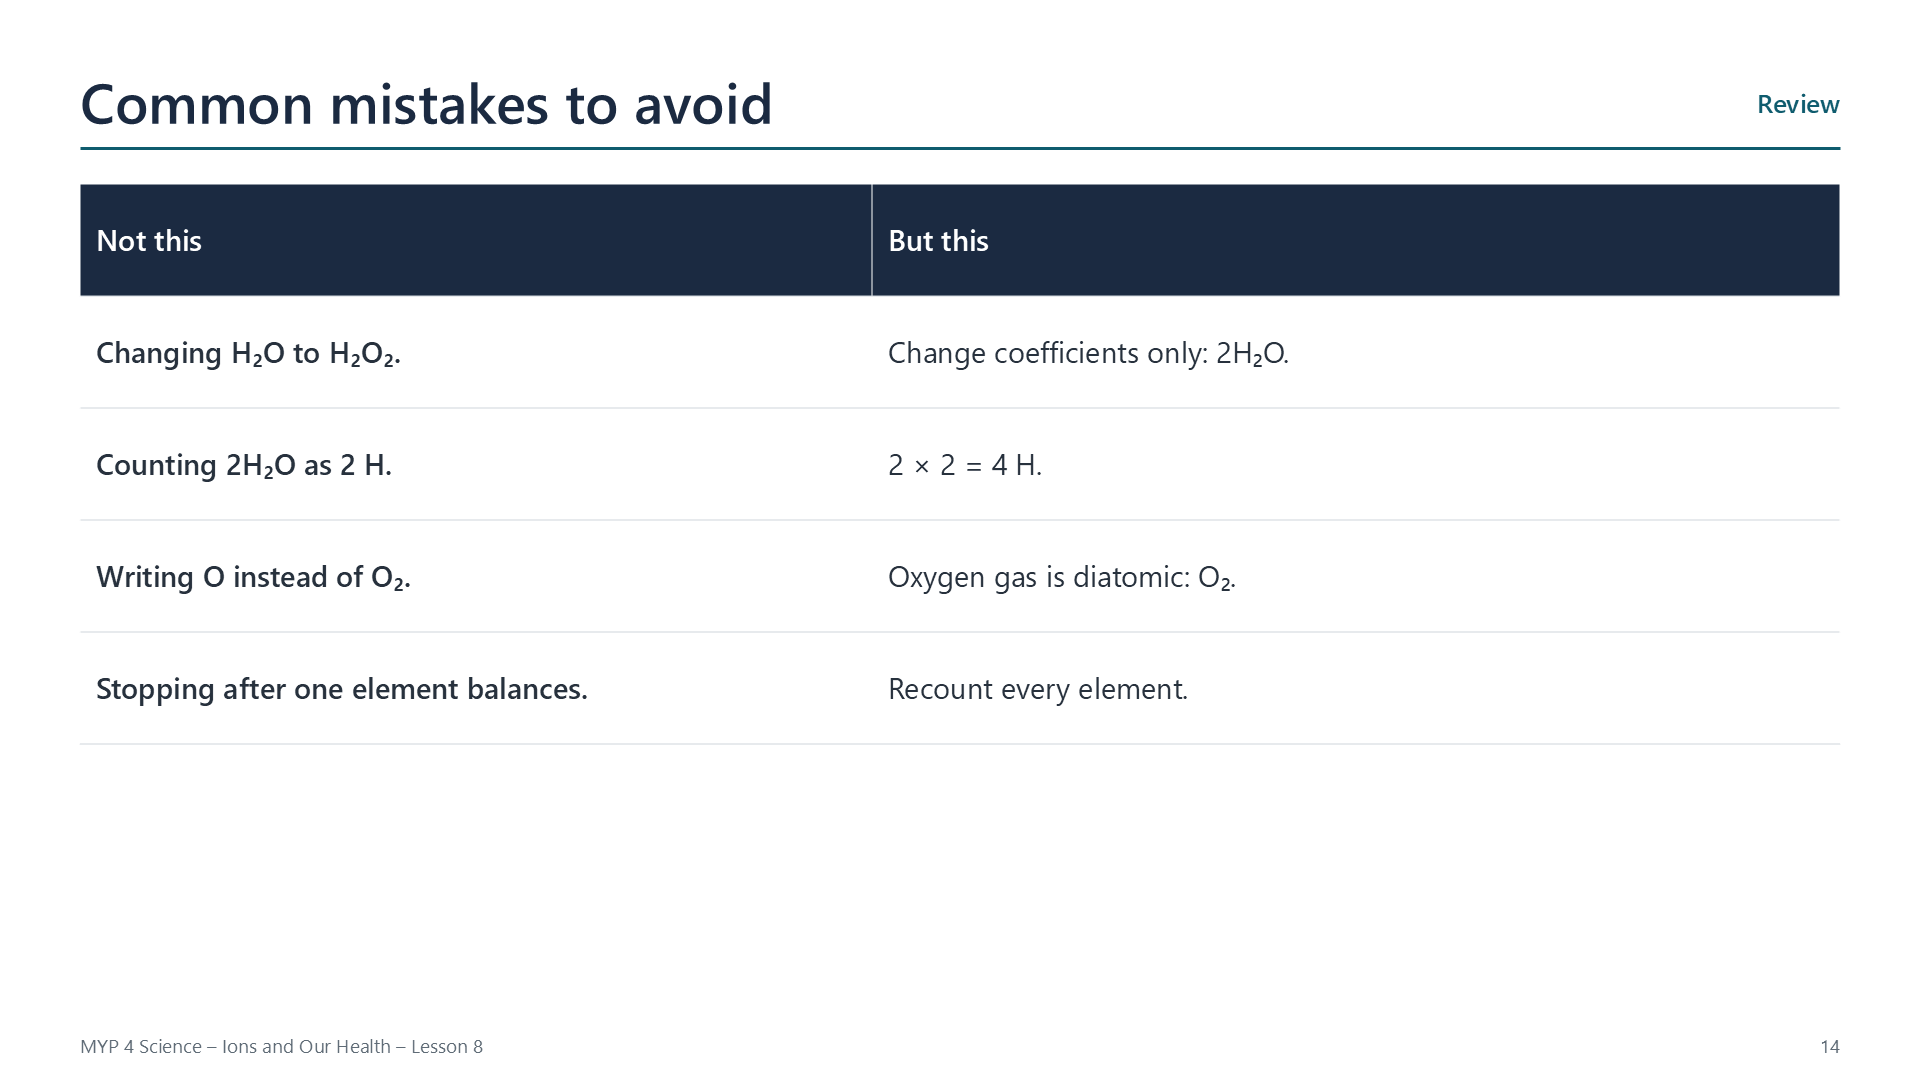 Common mistakes to avoid
Review
Not this
But this
Changing H₂O to H₂O₂.
Change coefficients only: 2H₂O.
Counting 2H₂O as 2 H.
2 × 2 = 4 H.
Writing O instead of O₂.
Oxygen gas is diatomic: O₂.
Stopping after one element balances.
Recount every element.
MYP 4 Science – Ions and Our Health – Lesson 8
14